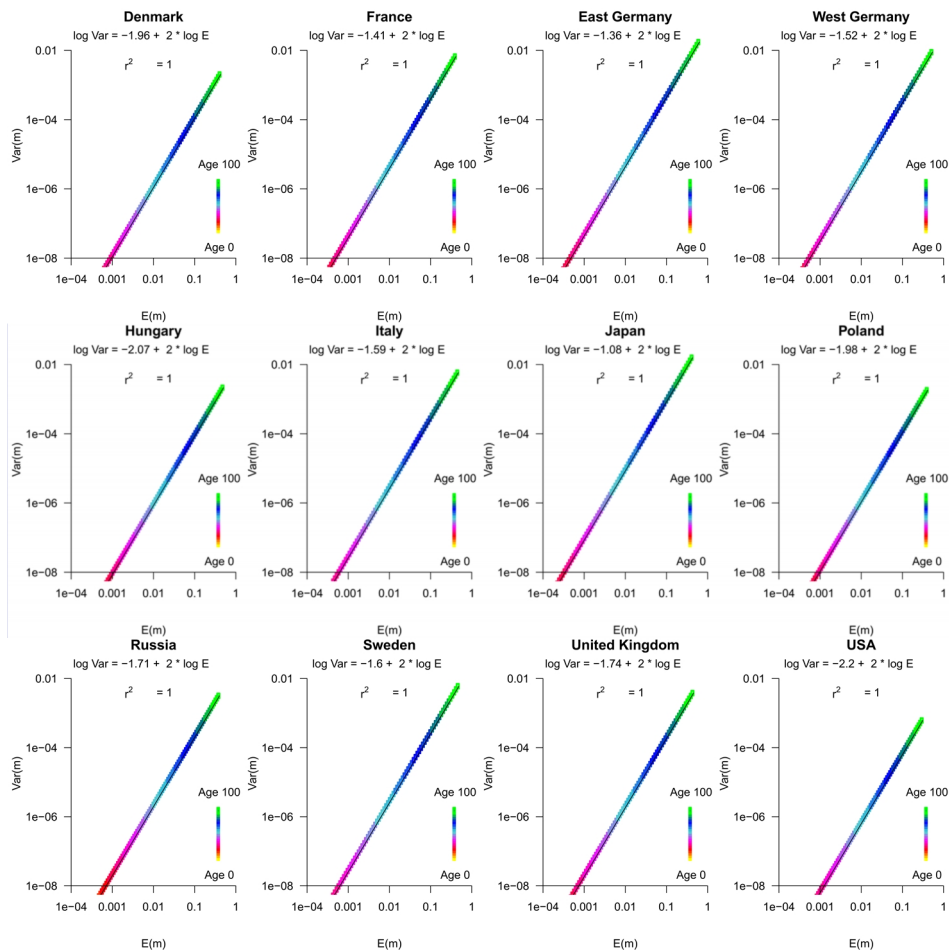 Denmark
log Var = −1.96 + 2 * log E
r2 = 1
0.01
1e−04
1e−06
1e−08
Var(m)
Age 100
Age 0
1e−04 0.001 0.01 0.1 1
E(m)
France
log Var = −1.41 + 2 * log E
r2 = 1
0.01
1e−04
1e−06
1e−08
Var(m)
Age 100
Age 0
1e−04 0.001 0.01 0.1 1
E(m)
East Germany
log Var = −1.36 + 2 * log E
r2 = 1
0.01
1e−04
1e−06
1e−08
Var(m)
Age 100
Age 0
1e−04 0.001 0.01 0.1 1
E(m)
West Germany
log Var = −1.52 + 2 * log E
r2 = 1
0.01
1e−04
1e−06
1e−08
Var(m)
Age 100
Age 0
1e−04 0.001 0.01 0.1 1
E(m)
Hungary
log Var = −2.07 + 2 * log E
r2 = 1
0.01
1e−04
1e−06
1e−08
Var(m)
Age 100
Age 0
1e−04 0.001 0.01 0.1 1
E(m)
Italy
log Var = −1.59 + 2 * log E
r2 = 1
0.01
1e−04
1e−06
1e−08
Var(m)
Age 100
Age 0
1e−04 0.001 0.01 0.1 1
E(m)
Japan
log Var = −1.08 + 2 * log E
r2 = 1
0.01
1e−04
1e−06
1e−08
Var(m)
Age 100
Age 0
1e−04 0.001 0.01 0.1 1
E(m)
Poland
log Var = −1.98 + 2 * log E
r2 = 1
0.01
1e−04
1e−06
1e−08
Var(m)
Age 100
Age 0
1e−04 0.001 0.01 0.1 1
E(m)
Russia
log Var = −1.71 + 2 * log E
r2 = 1
0.01
1e−04
1e−06
1e−08
Var(m)
Age 100
Age 0
1e−04 0.001 0.01 0.1 1
E(m)
Sweden
log Var = −1.6 + 2 * log E
r2 = 1
0.01
1e−04
1e−06
1e−08
Var(m)
Age 100
Age 0
1e−04 0.001 0.01 0.1 1
E(m)
United Kingdom
log Var = −1.74 + 2 * log E
r2 = 1
0.01
1e−04
1e−06
1e−08
Var(m)
Age 100
Age 0
1e−04 0.001 0.01 0.1 1
E(m)
USA
log Var = −2.2 + 2 * log E
r2 = 1
0.01
1e−04
1e−06
1e−08
Var(m)
Age 100
Age 0
1e−04 0.001 0.01 0.1 1
E(m)